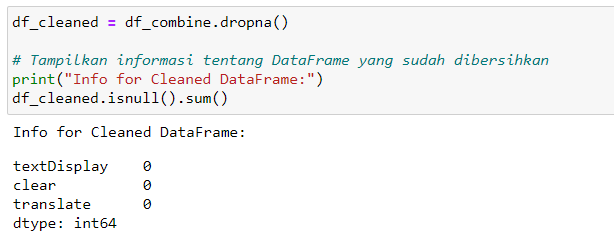 df_cleaned = df_combine.dropna()
# Tampilkan informasi tentang DataFrame yang sudah dibersihkan
print("Info for Cleaned DataFrame:")
df_cleaned.isnull().sum()
Info for Cleaned DataFrame:
textDisplay    0
clear          0
translate      0
dtype: int64